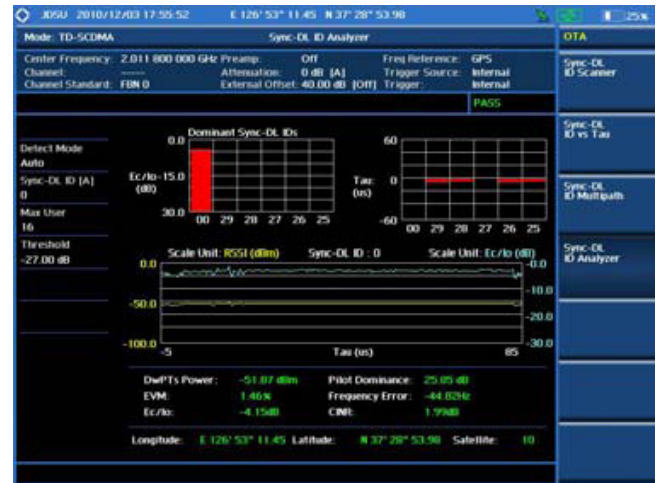 JDSU 2010/12/03 17:55:52 E 126° 53" 11.45 N 37° 28" 53.98 25%
Mode: TD-SCDMA Sync-DL ID Analyzer OTA
Center Frequency: 2.011 800 000 GHz Preamp: Off Freq Reference: GPS
Channel: ----- Attenuation: 0 dB [A] Trigger Source: Internal
Channel Standard: FBN 0 External Offset: 40.00 dB [Off] Trigger: Internal
PASS
Sync-DL
ID Scanner
Sync-DL
ID vs Tau
Sync-DL
ID Multipath
Sync-DL
ID Analyzer
Detect Mode
Auto
Sync-DL ID [A]
0
Max User
16
Threshold
-27.00 dB
Dominant Sync-DL IDs
0.0
Ec/Io -15.0
(dB)
30.0
00 29 28 27 26 25
60
Tau: 0
(us)
-60
00 29 28 27 26 25
Scale Unit: RSSI (dBm) Sync-DL ID : 0 Scale Unit: Ec/Io (dB)
0.0 -0.0
-10.0
-50.0
-20.0
-100.0 -30.0
-5 Tau (us) 85
DwPTs Power: -51.07 dBm Pilot Dominance: 25.05 dB
EVM: 1.46% Frequency Error: -44.82Hz
Ec/Io: -4.15dB CINR: 1.99dB
Longitude: E 126° 53" 11.45 Latitude: N 37° 28" 53.98 Satellite: 10